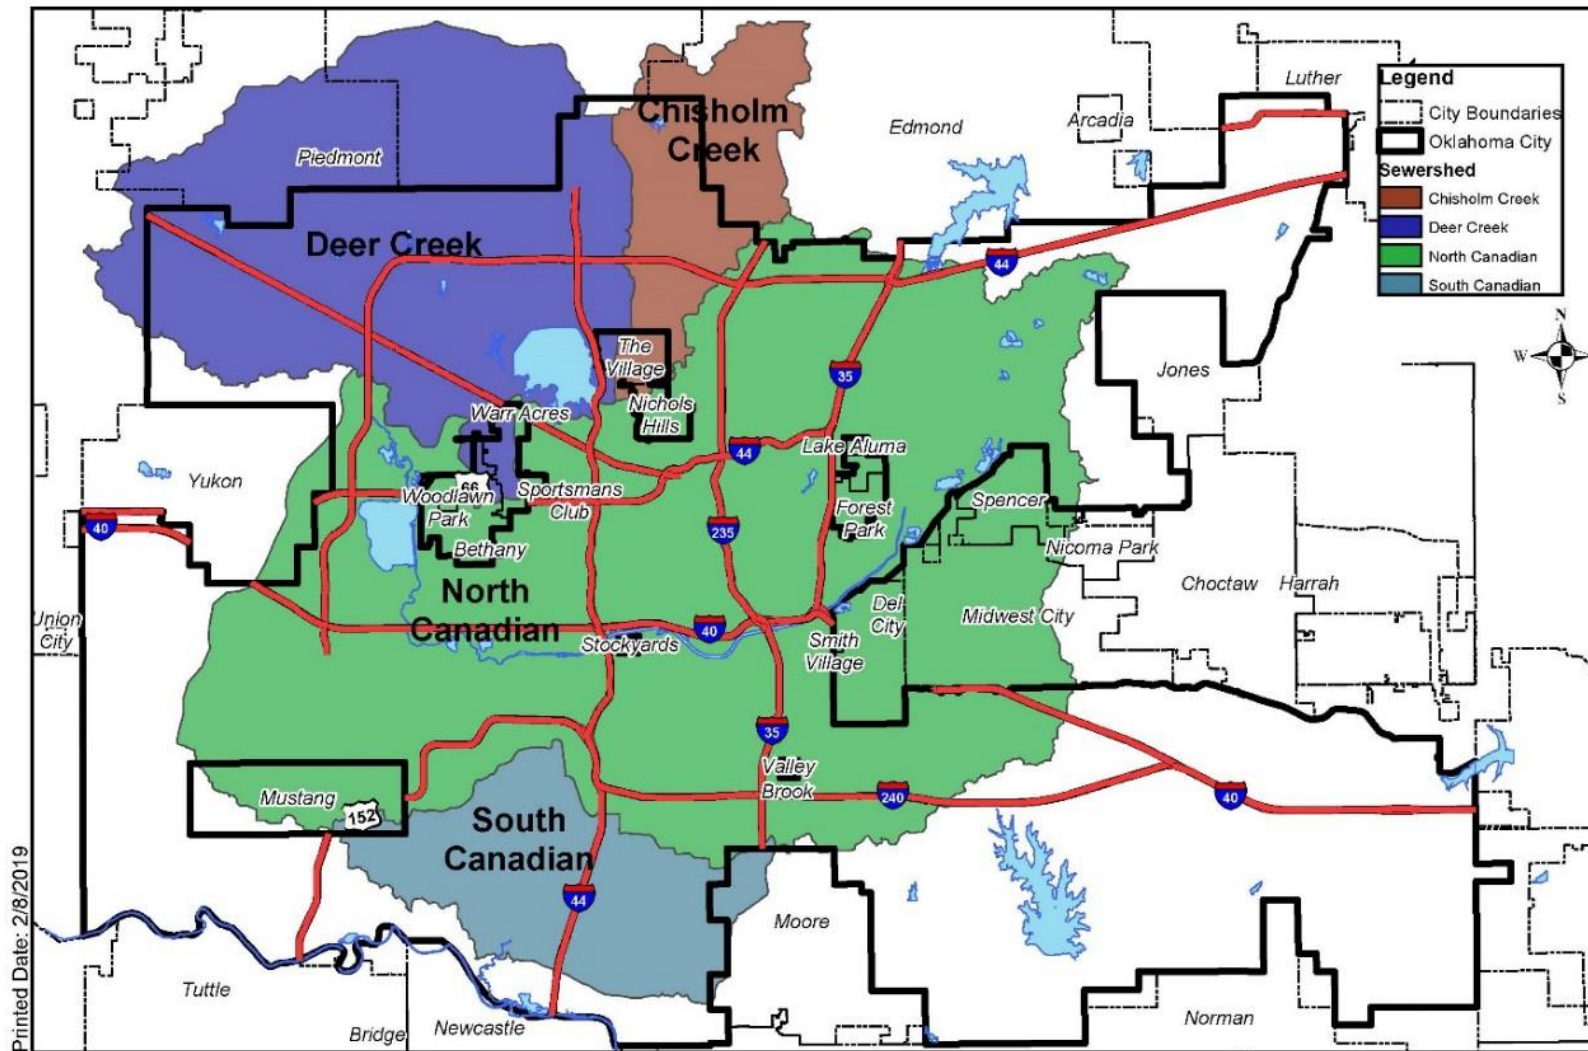 Luther
Legend
City Boundaries
Oklahoma City
Sewershed
Chisholm Creek
Deer Creek
North Canadian
South Canadian
Chisholm
Creek
Edmond
Arcadia
Piedmont
Deer Creek
44
N
W
E
S
The
Village
35
Jones
Nichols
Hills
Warr Acres
Lake Aluma
44
Yukon
66
Woodlawn
Park
Sportsmans
Club
Spencer
Forest
Park
40
235
Bethany
Nicoma Park
Choctaw
Harrah
North
Canadian
Del
City
Midwest City
Union
City
40
Stockyards
Smith
Village
35
Valley
Brook
Mustang
152
240
40
South
Canadian
44
Moore
Tuttle
Bridge
Newcastle
Norman
Printed Date: 2/8/2019